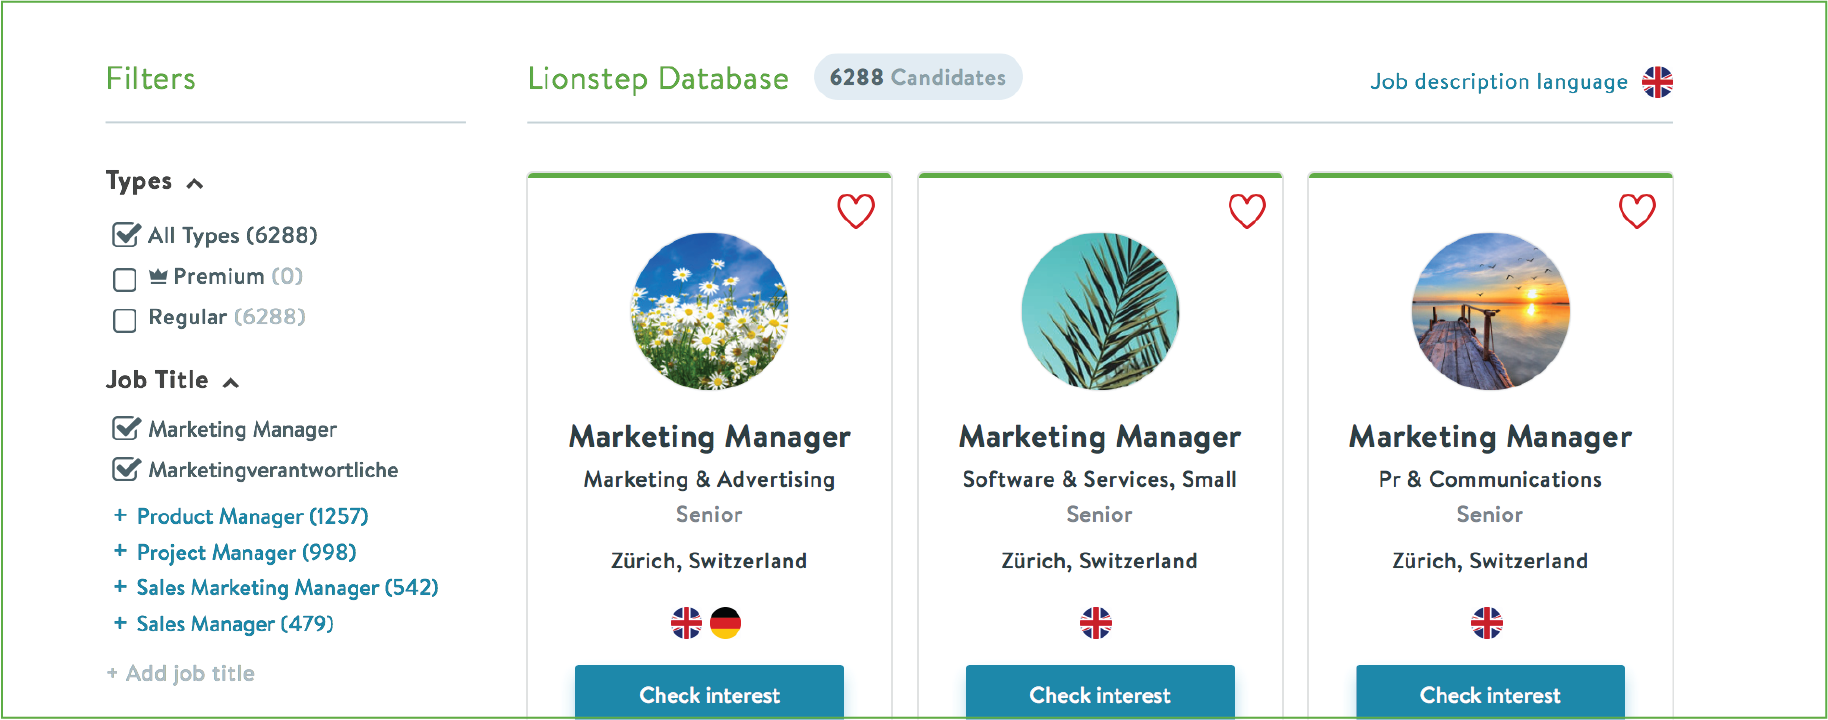 Filters
Types
All Types (6288)
Premium (0)
Regular (6288)
Job Title
Marketing Manager
Marketingverantwortliche
+ Product Manager (1257)
+ Project Manager (998)
+ Sales Marketing Manager (542)
+ Sales Manager (479)
+ Add job title
Lionstep Database 6288 Candidates
Job description language
Marketing Manager
Marketing & Advertising
Senior
Zürich, Switzerland
Check interest
Marketing Manager
Software & Services, Small
Senior
Zürich, Switzerland
Check interest
Marketing Manager
Pr & Communications
Senior
Zürich, Switzerland
Check interest